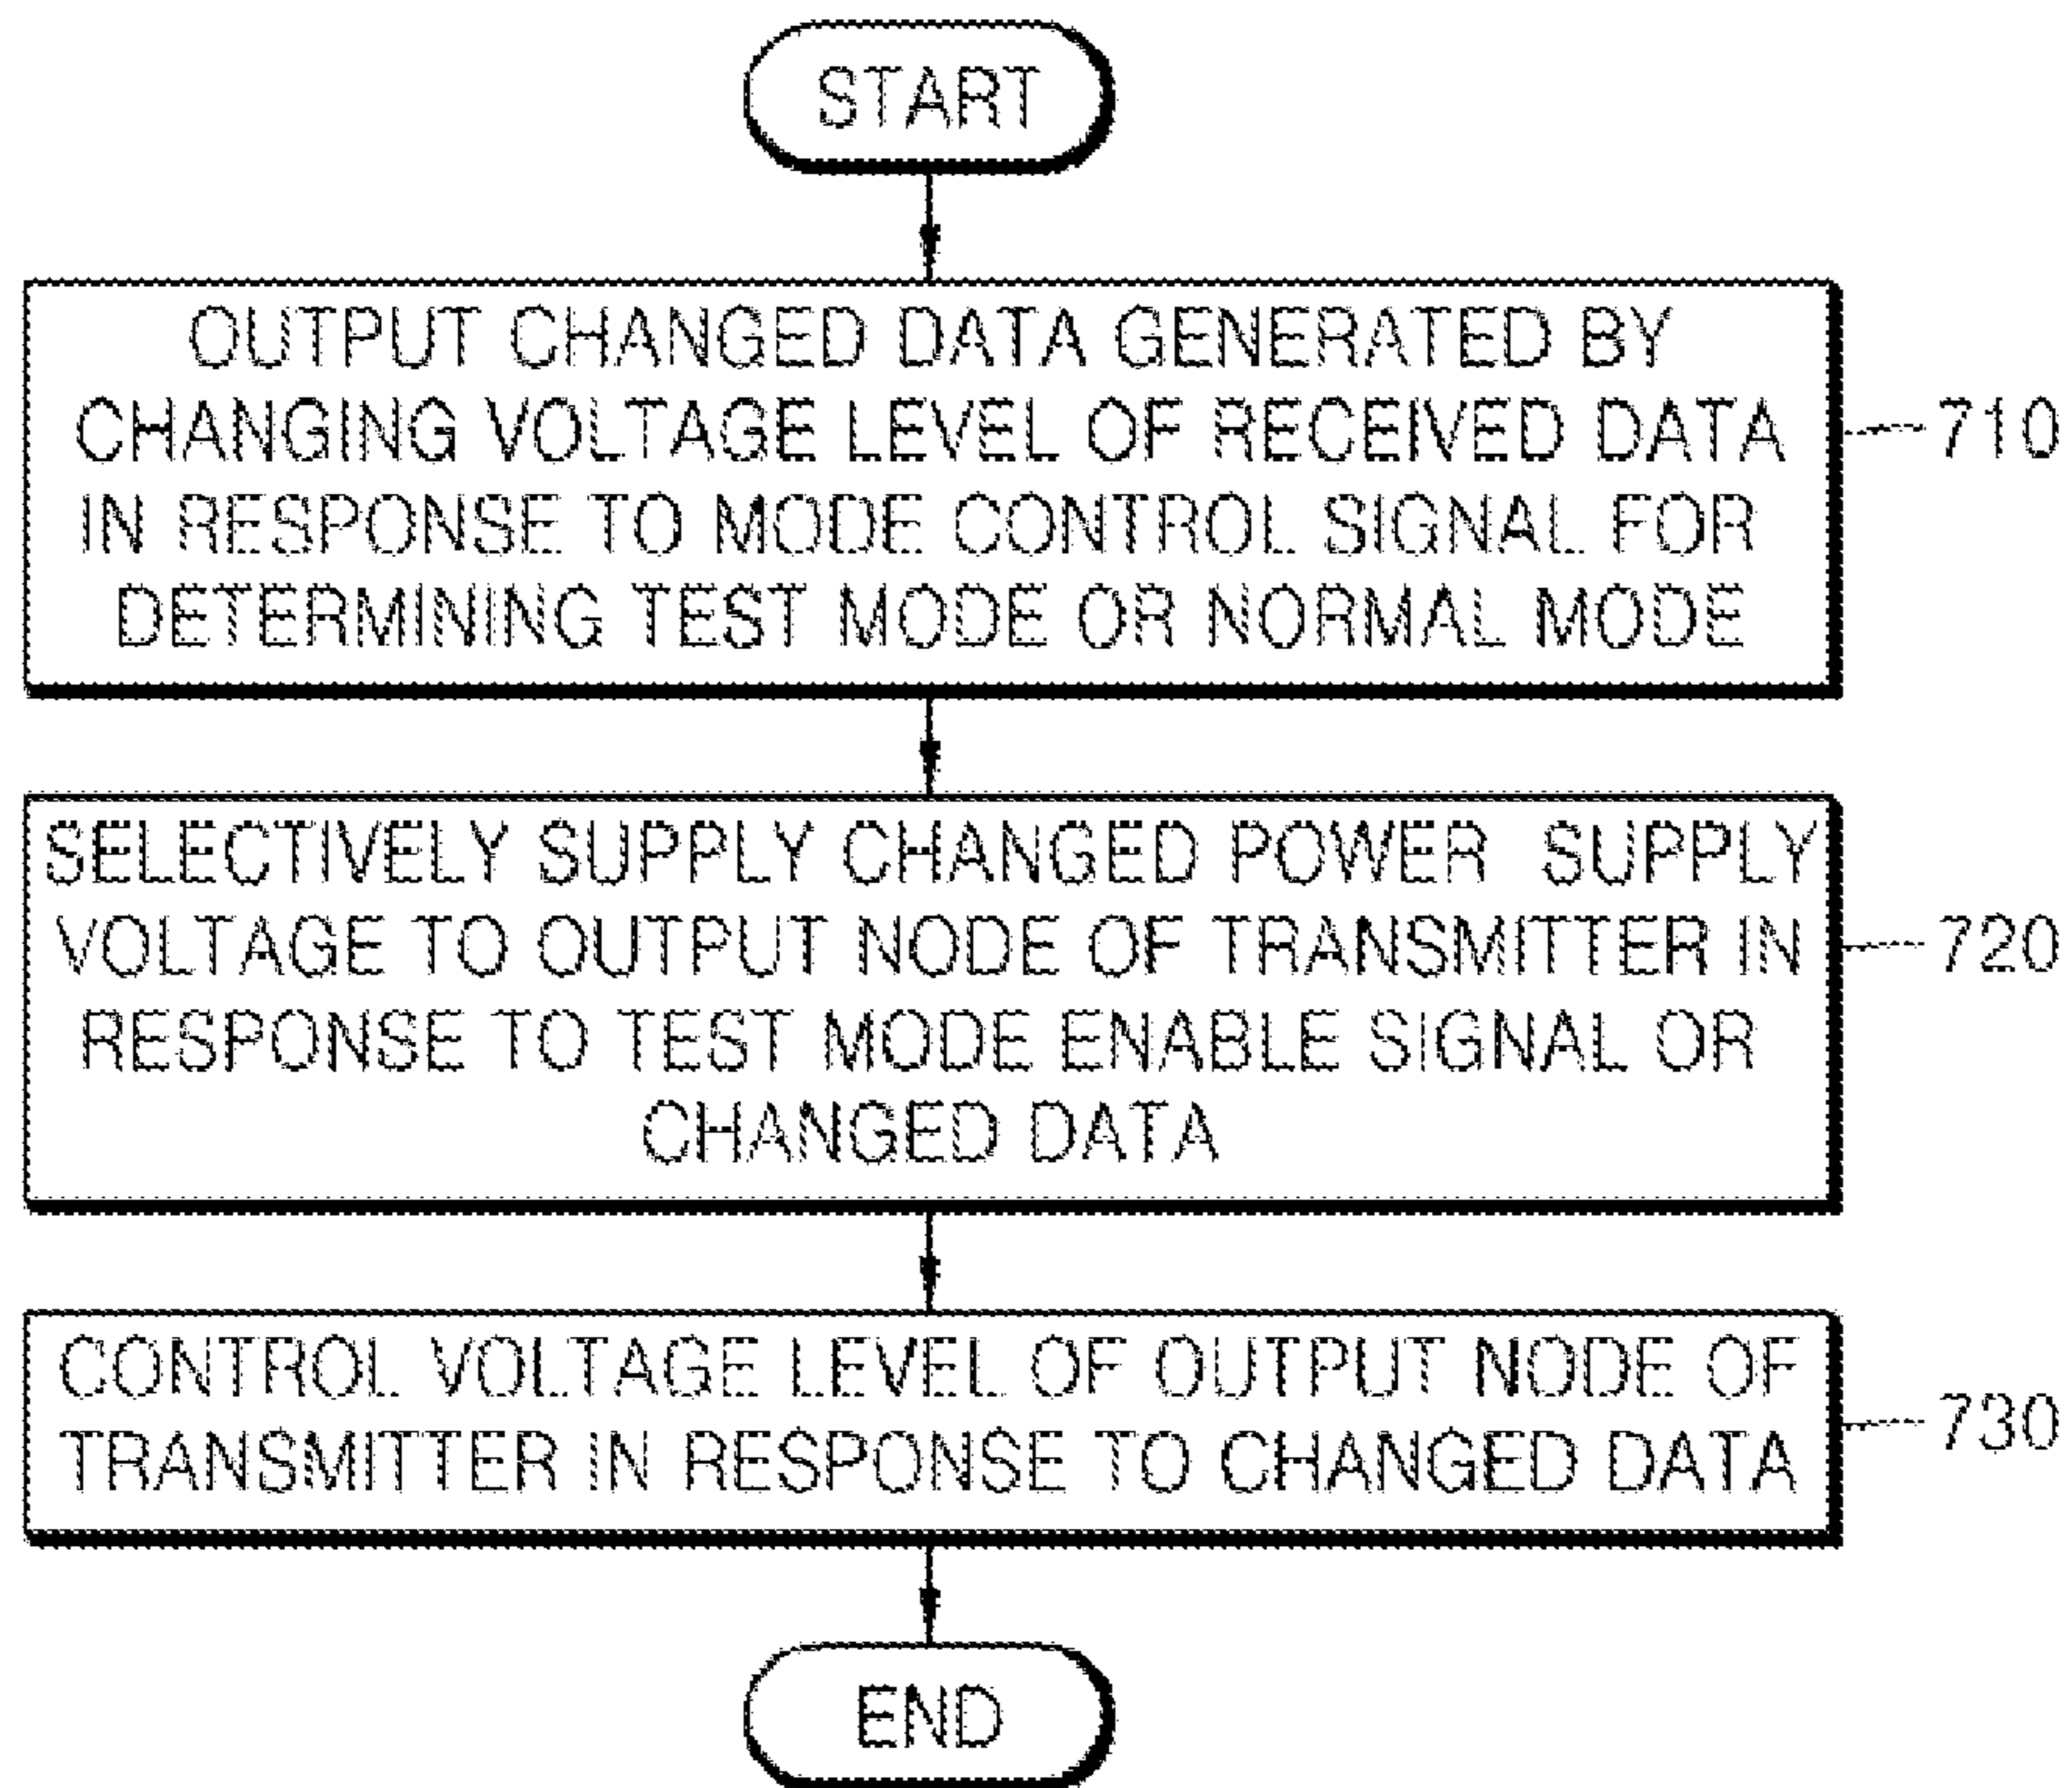 START
OUTPUT CHANGED DATA GENERATED BY
CHANGING VOLTAGE LEVEL OF RECEIVED DATA
IN RESPONSE TO MODE CONTROL SIGNAL FOR
DETERMINING TEST MODE OR NORMAL MODE
710
SELECTIVELY SUPPLY CHANGED POWER SUPPLY
VOLTAGE TO OUTPUT NODE OF TRANSMITTER IN
RESPONSE TO TEST MODE ENABLE SIGNAL OR
CHANGED DATA
720
CONTROL VOLTAGE LEVEL OF OUTPUT NODE OF
TRANSMITTER IN RESPONSE TO CHANGED DATA
730
END